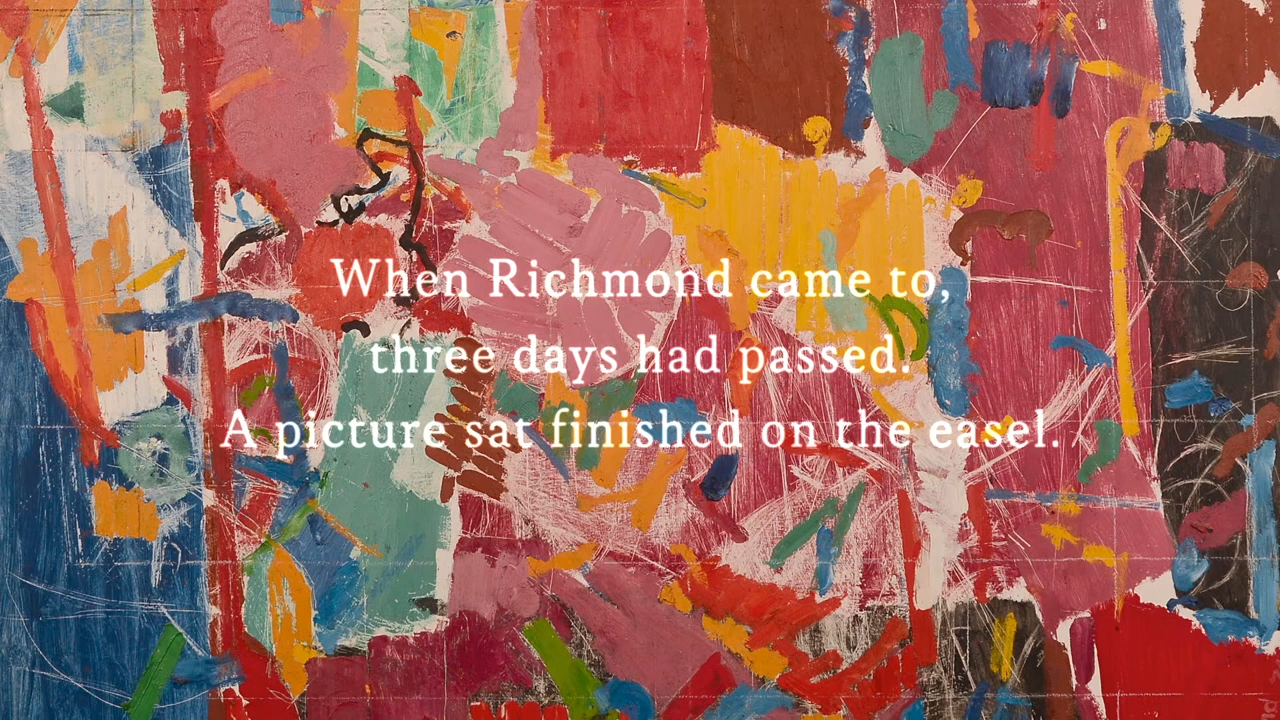 When Richmond came to,
three days had passed.
A picture sat finished on the easel.